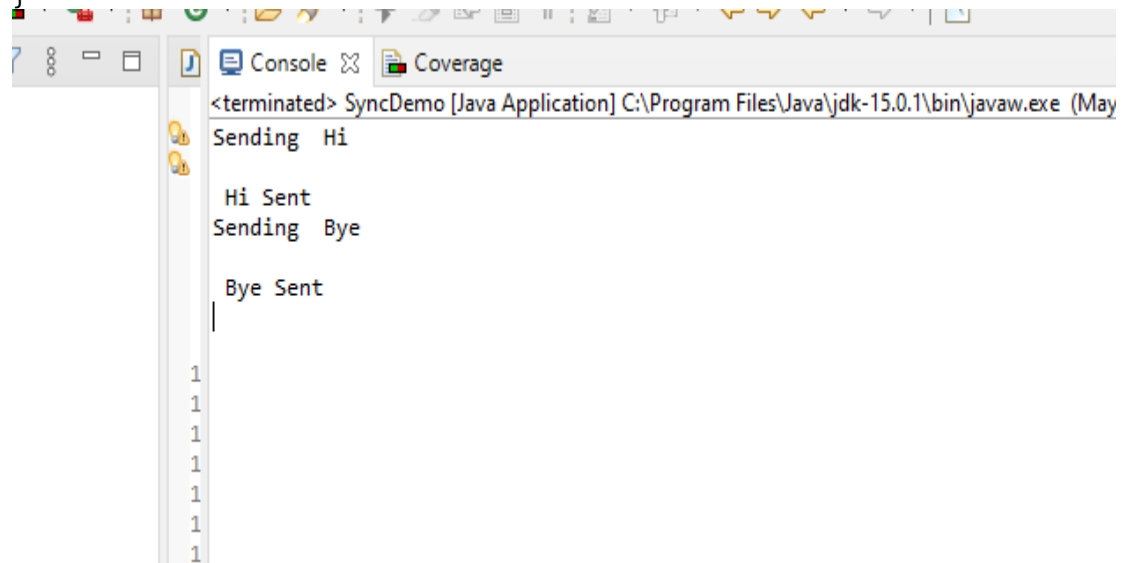 Console Coverage
<terminated> SyncDemo [Java Application] C:\Program Files\Java\jdk-15.0.1\bin\javaw.exe (May
Sending  Hi
 Hi Sent
Sending  Bye
 Bye Sent
1
1
1
1
1
1
1